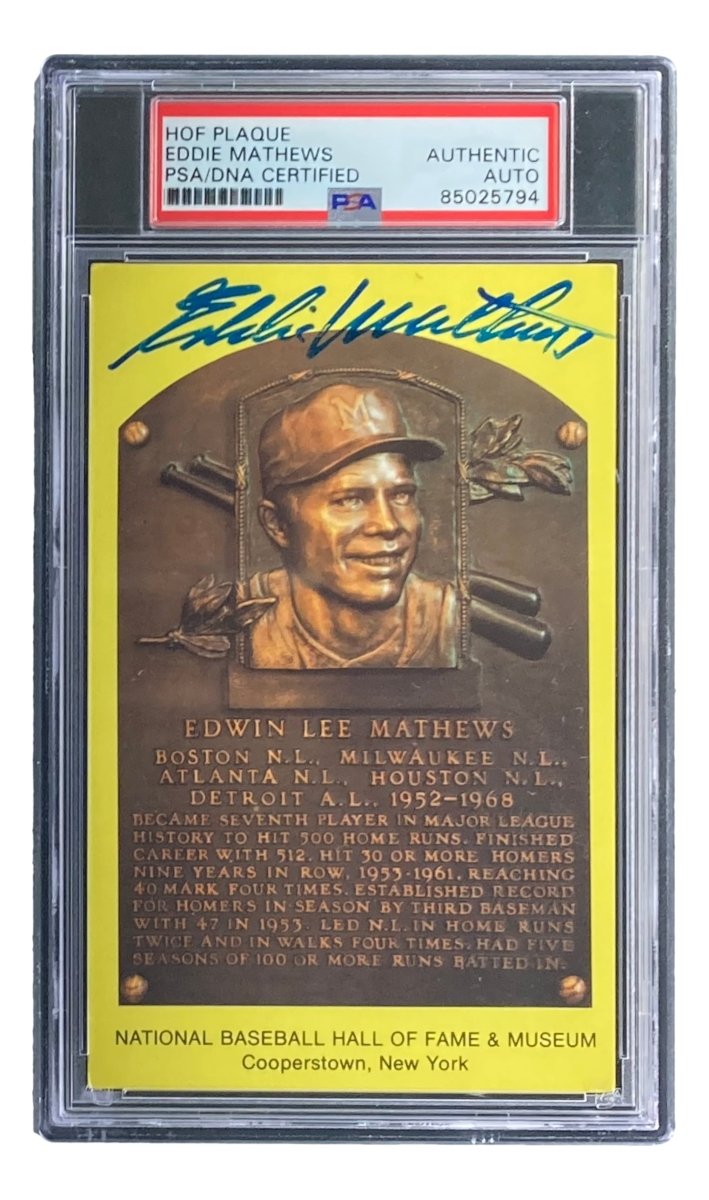 HOF PLAQUE
EDDIE MATHEWS AUTHENTIC
PSA/DNA CERTIFIED AUTO
PSA 85025794
Eddie Mathews
M
EDWIN LEE MATHEWS
BOSTON N.L., MILWAUKEE N.L.,
ATLANTA N.L., HOUSTON N.L.,
DETROIT A.L., 1952-1968
BECAME SEVENTH PLAYER IN MAJOR LEAGUE
HISTORY TO HIT 500 HOME RUNS. FINISHED
CAREER WITH 512. HIT 30 OR MORE HOMERS
NINE YEARS IN ROW, 1953-1961, REACHING
40 MARK FOUR TIMES. ESTABLISHED RECORD
FOR HOMERS IN SEASON BY THIRD BASEMAN
WITH 47 IN 1953. LED N.L. IN HOME RUNS
TWICE AND IN WALKS FOUR TIMES. HAD FIVE
SEASONS OF 100 OR MORE RUNS BATTED IN.
NATIONAL BASEBALL HALL OF FAME & MUSEUM
Cooperstown, New York